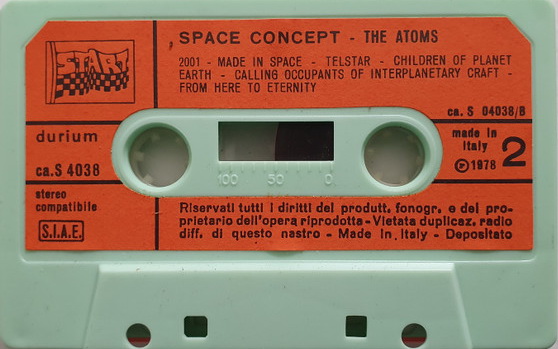 START
SPACE CONCEPT - THE ATOMS
2001 - MADE IN SPACE - TELSTAR - CHILDREN OF PLANET
EARTH - CALLING OCCUPANTS OF INTERPLANETARY CRAFT -
FROM HERE TO ETERNITY
ca. S 04038/B
durium
made in
Italy
ca.S 4038
℗1978
2
100 50 0
stereo
compatibile
S.I.A.E.
Riservati tutti i diritti del produtt. fonogr. e del pro-
prietario dell'opera riprodotta - Vietata duplicaz. radio
diff. di questo nastro - Made in Italy - Depositato